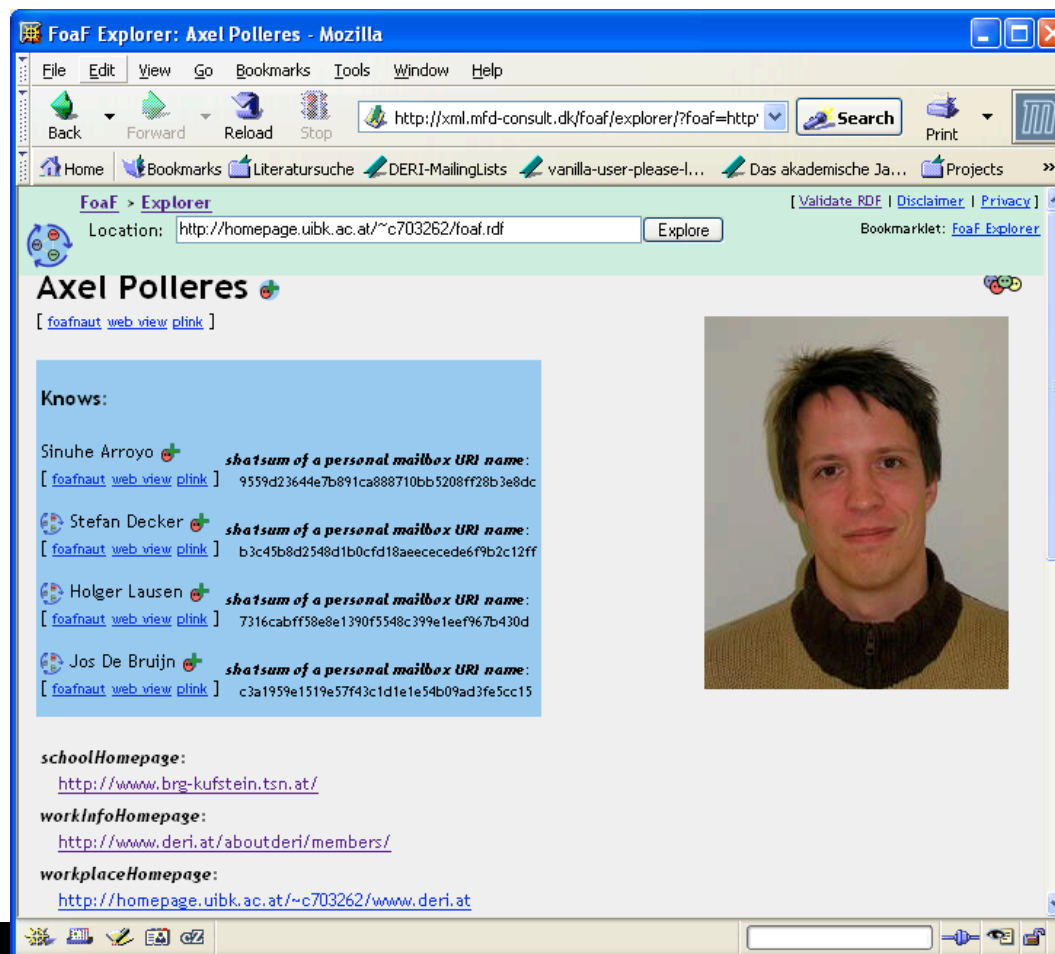 FoaF Explorer: Axel Polleres - Mozilla
File Edit View Go Bookmarks Tools Window Help
Back Forward Reload Stop http://xml.mfd-consult.dk/foaf/explorer/?foaf=http' Search Print
Home Bookmarks Literatursuche DERI-MailingLists vanilla-user-please-l... Das akademische Ja... Projects »
FoaF > Explorer [ Validate RDF | Disclaimer | Privacy ]
Location: http://homepage.uibk.ac.at/~c703262/foaf.rdf Explore Bookmarklet: FoaF Explorer
Axel Polleres
[ foafnaut web view plink ]
Knows:
Sinuhe Arroyo sha1sum of a personal mailbox URI name:
[ foafnaut web view plink ] 9559d23644e7b891ca888710bb5208ff28b3e8dc
Stefan Decker sha1sum of a personal mailbox URI name:
[ foafnaut web view plink ] b3c45b8d2548d1b0cfd18aeececede6f9b2c12ff
Holger Lausen sha1sum of a personal mailbox URI name:
[ foafnaut web view plink ] 7316cabff58e8e1390f5548c399e1eef967b430d
Jos De Bruijn sha1sum of a personal mailbox URI name:
[ foafnaut web view plink ] c3a1959e1519e57f43c1d1e1e54b09ad3fe5cc15
schoolHomepage:
http://www.brg-kufstein.tsn.at/
workInfoHomepage:
http://www.deri.at/aboutderi/members/
workplaceHomepage:
http://homepage.uibk.ac.at/~c703262/www.deri.at